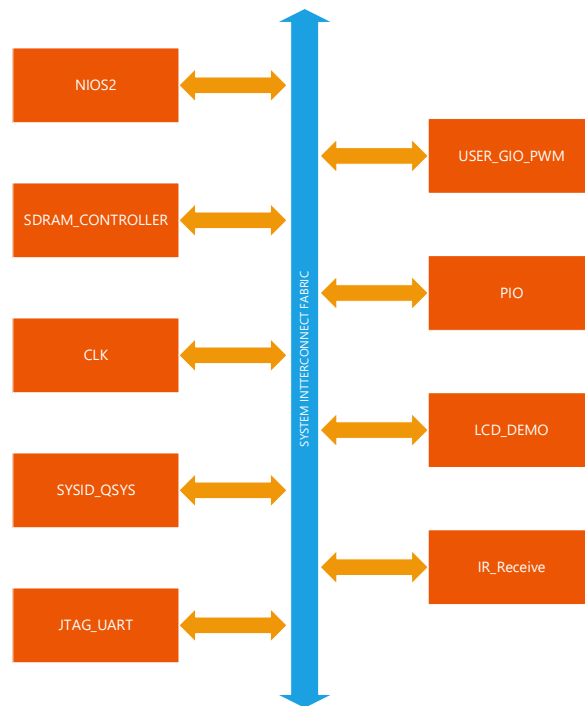 NIOS2
SDRAM_CONTROLLER
CLK
SYSID_QSYS
JTAG_UART
SYSTEM INTTERCONNECT FABRIC
USER_GIO_PWM
PIO
LCD_DEMO
IR_Receive